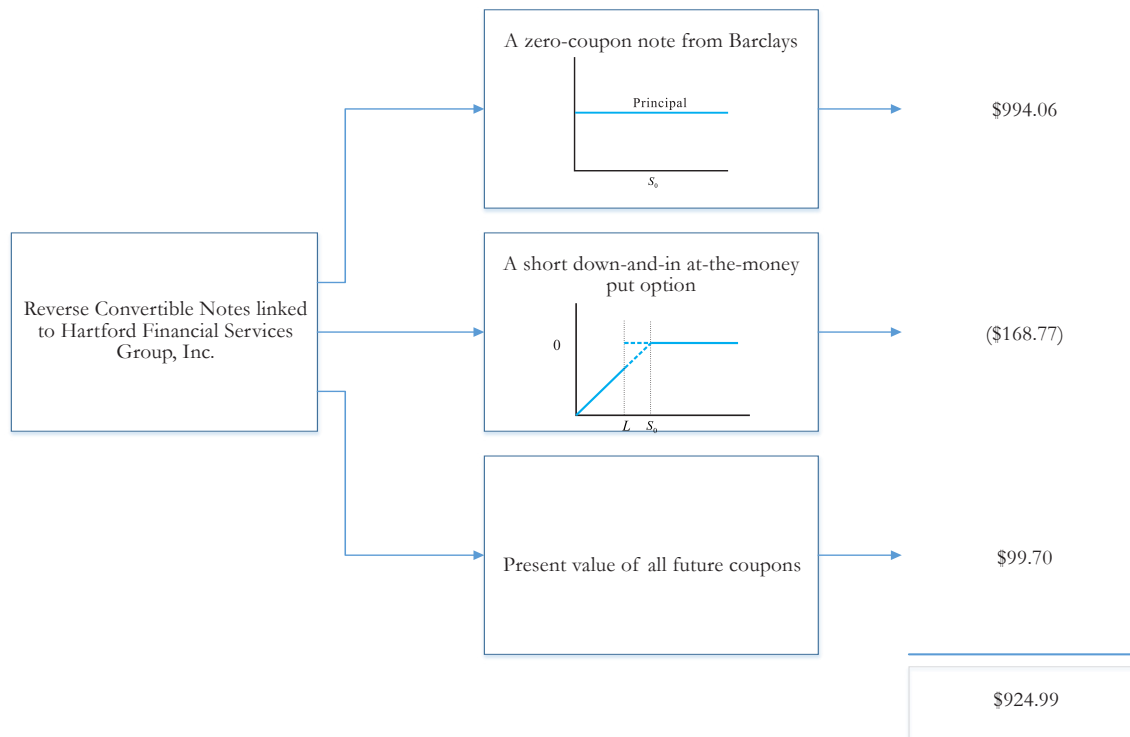 A zero-coupon note from Barclays
Principal
S₀
$994.06
Reverse Convertible Notes linked
to Hartford Financial Services
Group, Inc.
A short down-and-in at-the-money
put option
0
L S₀
($168.77)
Present value of all future coupons
$99.70
$924.99